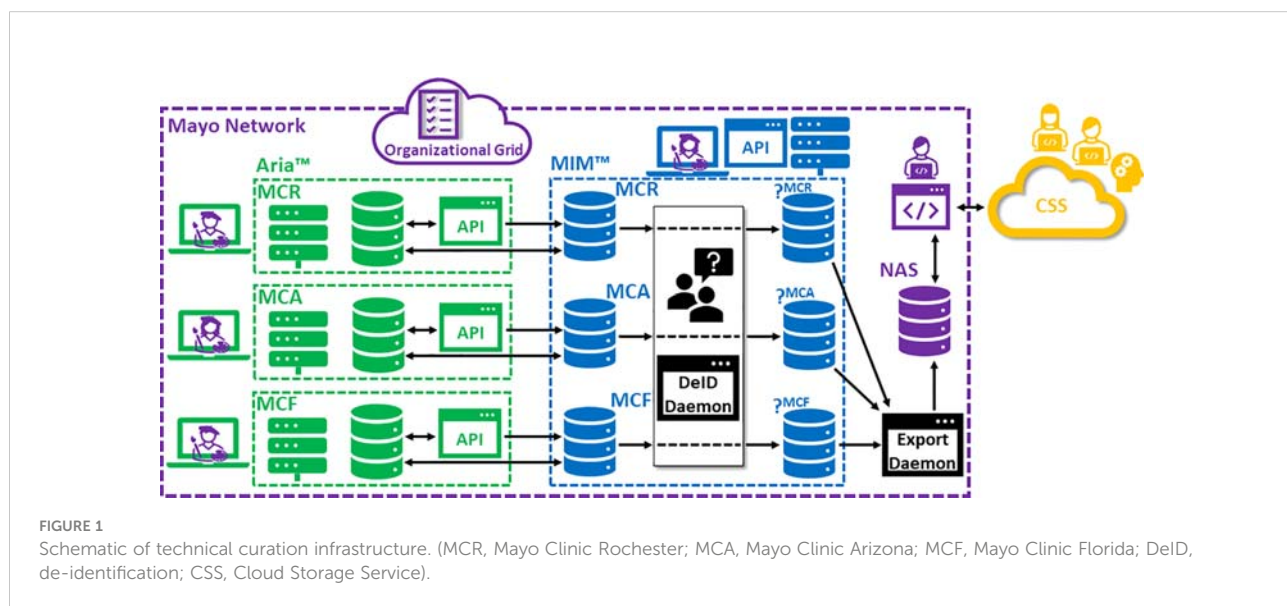 Mayo Network
Organizational Grid
Aria™
MIM™
API
MCR
API
MCR
?MCR
</>
CSS
NAS
MCA
API
MCA
?
?MCA
MCF
API
MCF
DeID
Daemon
?MCF
Export
Daemon
</>
</>
</>
</>
FIGURE 1
Schematic of technical curation infrastructure. (MCR, Mayo Clinic Rochester; MCA, Mayo Clinic Arizona; MCF, Mayo Clinic Florida; DeID,
de-identification; CSS, Cloud Storage Service).